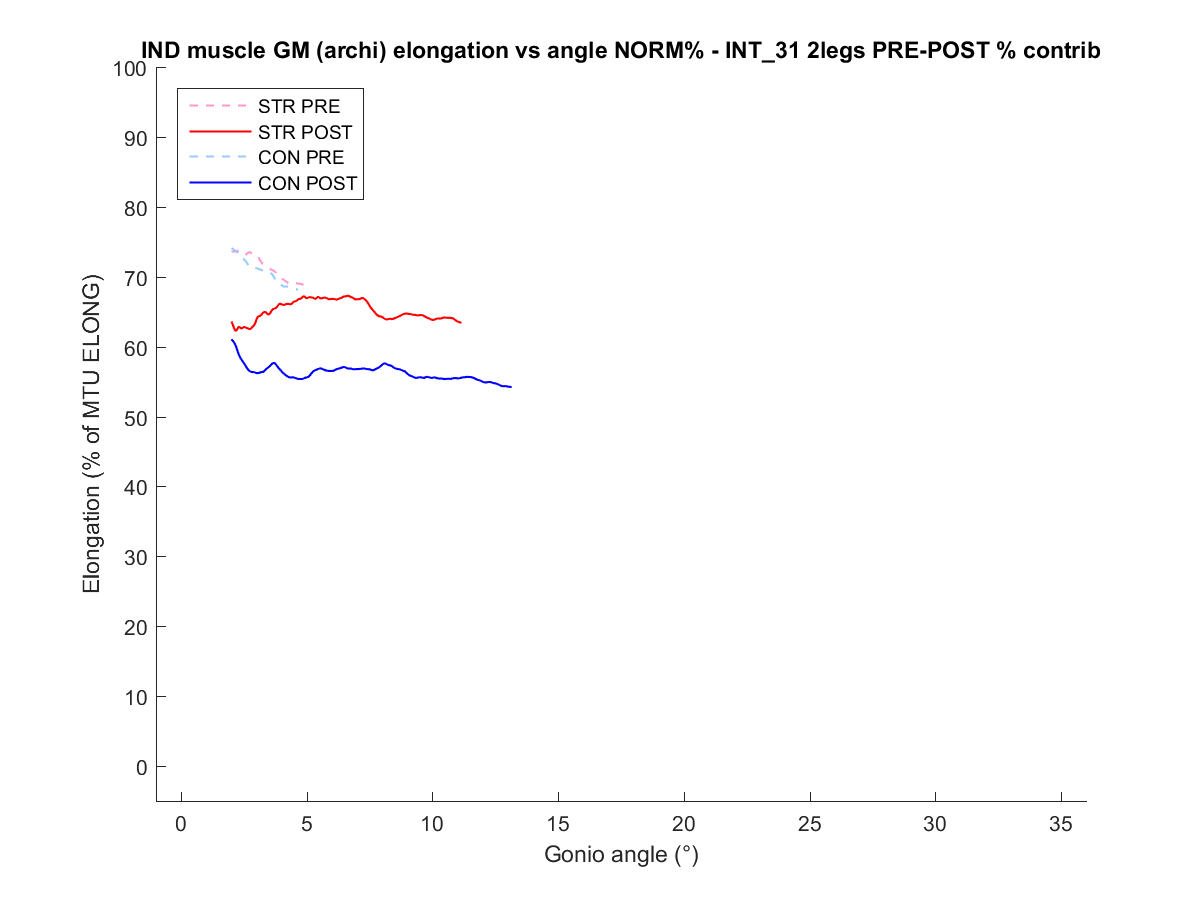 IND muscle GM (archi) elongation vs angle NORM% - INT_31 2legs PRE-POST % contrib
100
90
80
70
60
50
40
30
20
10
0
STR PRE
STR POST
CON PRE
CON POST
Elongation (% of MTU ELONG)
0 5 10 15 20 25 30 35
Gonio angle (°)